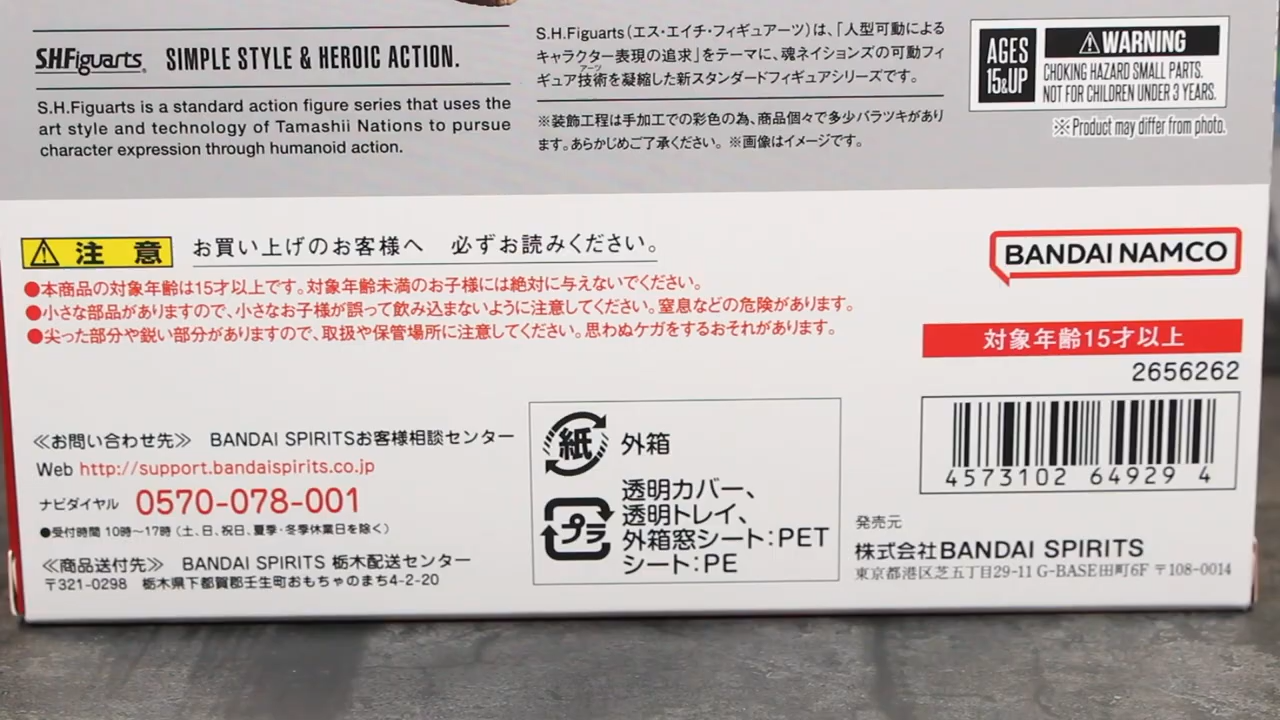 S.H.Figuarts SIMPLE STYLE & HEROIC ACTION.
S.H.Figuarts is a standard action figure series that uses the
art style and technology of Tamashii Nations to pursue
character expression through humanoid action.
S.H.Figuarts(エス・エイチ・フィギュアーツ)は、「人型可動による
キャラクター表現の追求」をテーマに、魂ネイションズの可動フィ
アーツ
ギュア技術を凝縮した新スタンダードフィギュアシリーズです。
※装飾工程は手加工での彩色の為、商品個々で多少バラツキがあり
ます。あらかじめご了承ください。 ※画像はイメージです。
AGES
15&UP
⚠WARNING
CHOKING HAZARD SMALL PARTS.
NOT FOR CHILDREN UNDER 3 YEARS.
※Product may differ from photo.
⚠注 意 お買い上げのお客様へ 必ずお読みください。
●本商品の対象年齢は15才以上です。対象年齢未満のお子様には絶対に与えないでください。
●小さな部品がありますので、小さなお子様が誤って飲み込まないように注意してください。窒息などの危険があります。
●尖った部分や鋭い部分がありますので、取扱や保管場所に注意してください。思わぬケガをするおそれがあります。
BANDAI NAMCO
対象年齢15才以上
2656262
4573102 64929 4
≪お問い合わせ先≫ BANDAI SPIRITSお客様相談センター
Web http://support.bandaispirits.co.jp
ナビダイヤル 0570-078-001
●受付時間 10時〜17時(土、日、祝日、夏季・冬季休業日を除く)
≪商品送付先≫ BANDAI SPIRITS 栃木配送センター
〒321-0298 栃木県下都賀郡壬生町おもちゃのまち4-2-20
紙 外箱
プラ
透明カバー、
透明トレイ、
外箱窓シート:PET
シート:PE
発売元
株式会社BANDAI SPIRITS
東京都港区芝五丁目29-11 G-BASE田町6F 〒108-0014